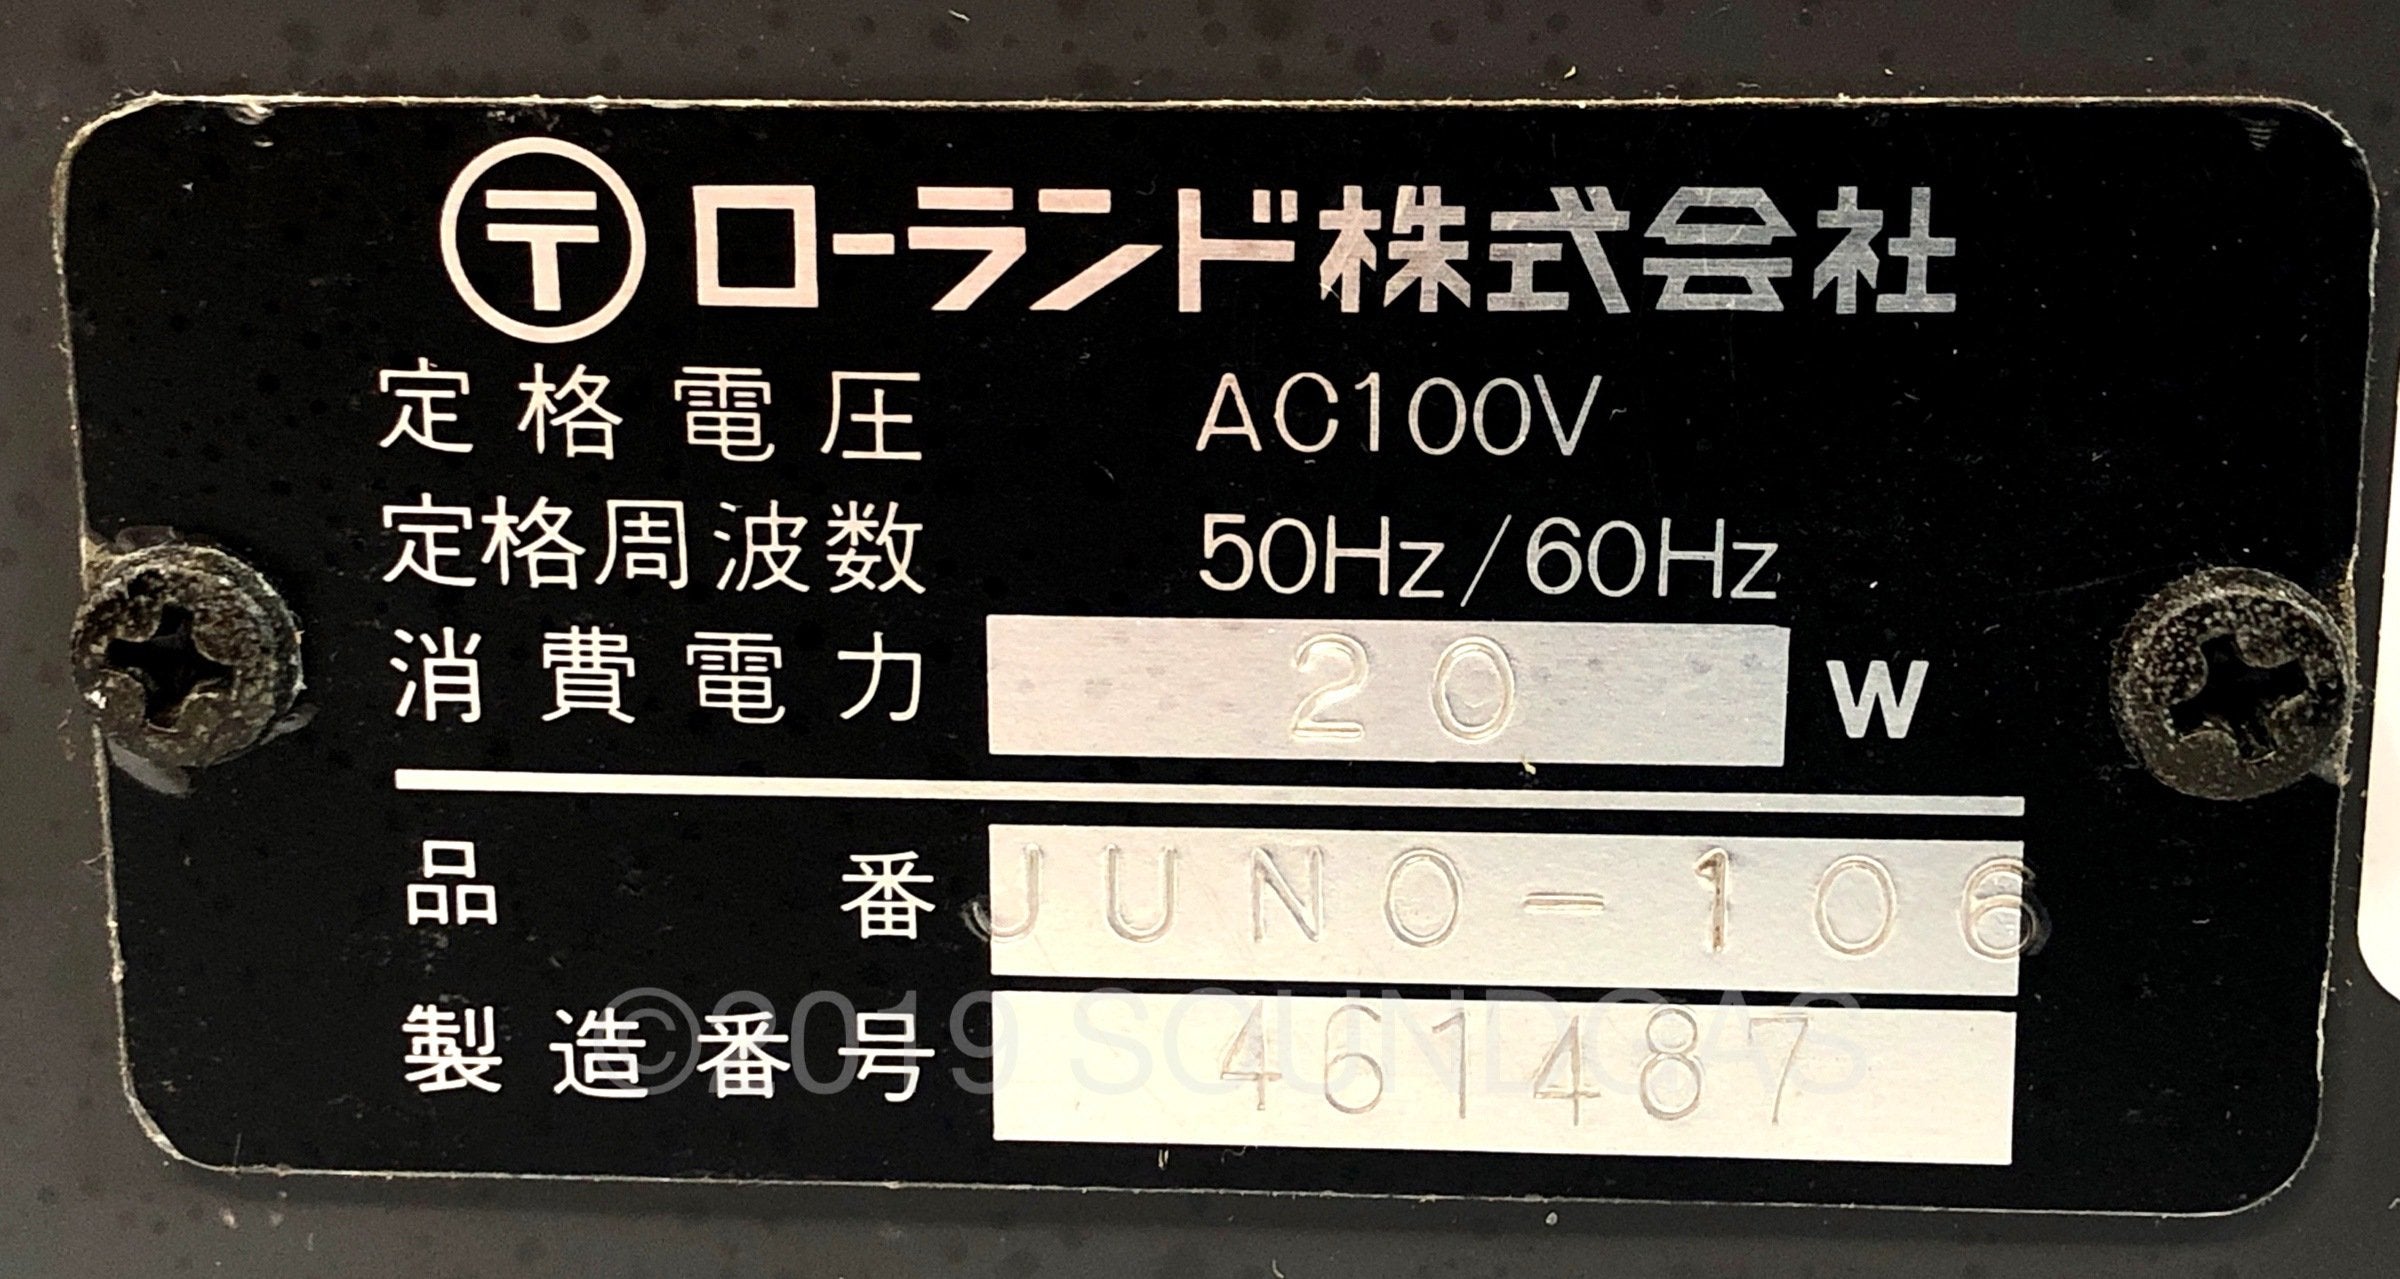 〒 ローランド株式会社
定格電圧 AC100V
定格周波数 50Hz/60Hz
消費電力 20 W
品番 JUNO-106
製造番号 461487
©2019 SOUNDGAS